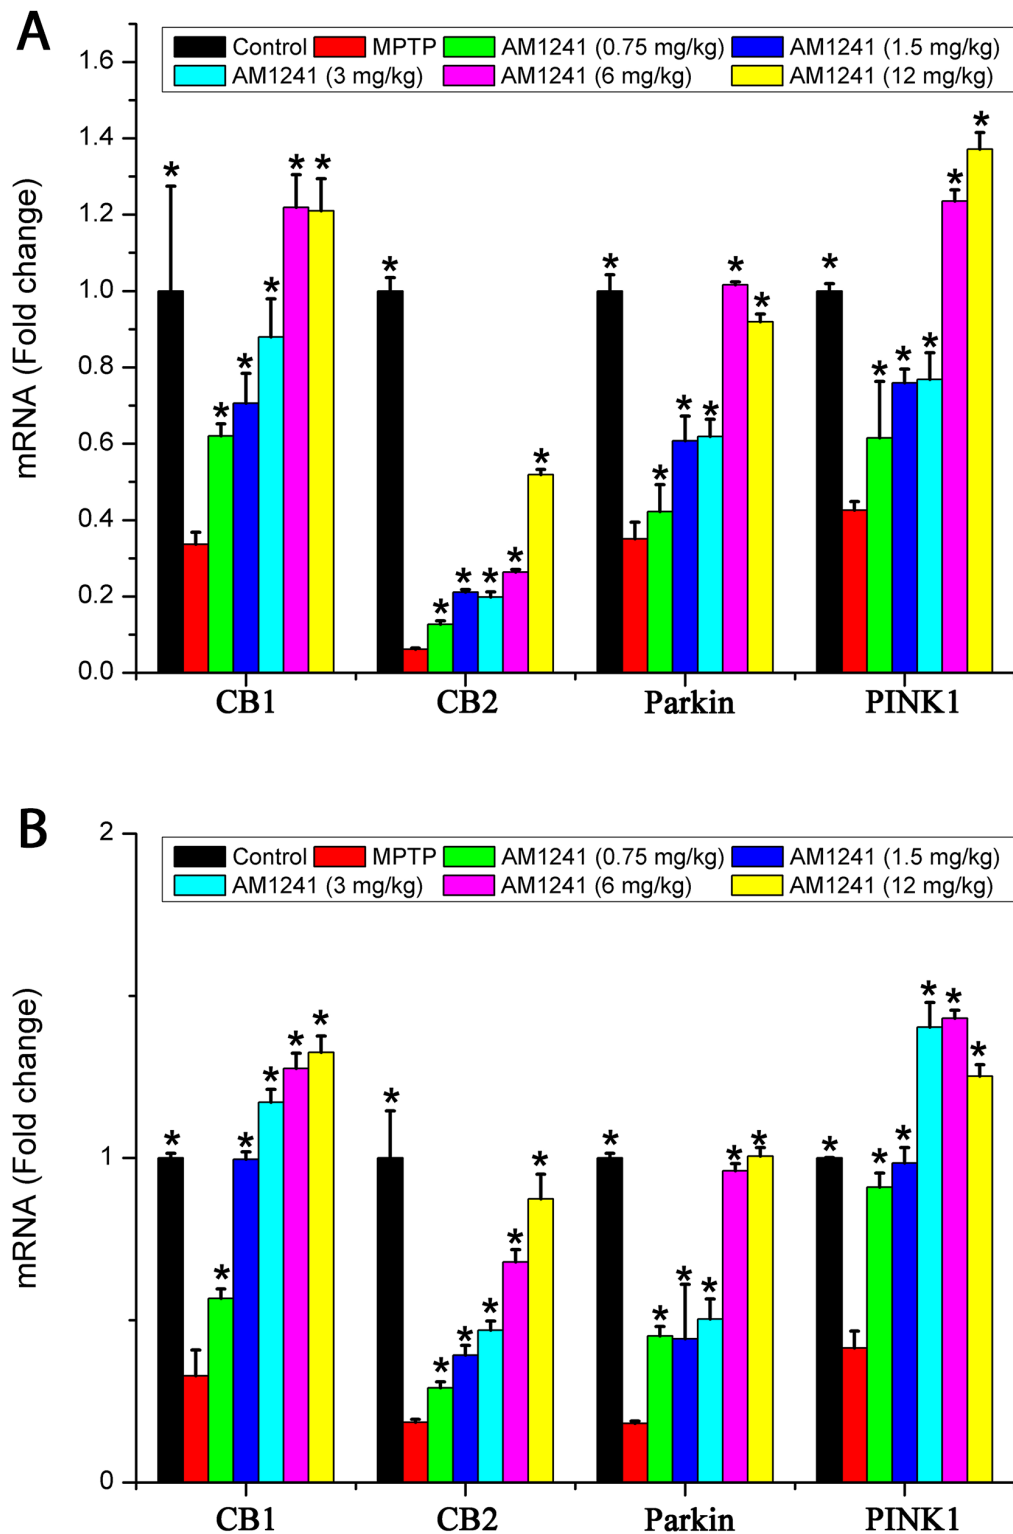 A
Control MPTP AM1241 (0.75 mg/kg) AM1241 (1.5 mg/kg)
AM1241 (3 mg/kg) AM1241 (6 mg/kg) AM1241 (12 mg/kg)
mRNA (Fold change)
1.6
1.4
1.2
1.0
0.8
0.6
0.4
0.2
0.0
* * * * * *
* * * * * *
* * * * * *
* * * * * *
CB1 CB2 Parkin PINK1
B
Control MPTP AM1241 (0.75 mg/kg) AM1241 (1.5 mg/kg)
AM1241 (3 mg/kg) AM1241 (6 mg/kg) AM1241 (12 mg/kg)
mRNA (Fold change)
2
1
0
* * * * * *
* * * * * *
* * * * * *
* * * * * *
CB1 CB2 Parkin PINK1